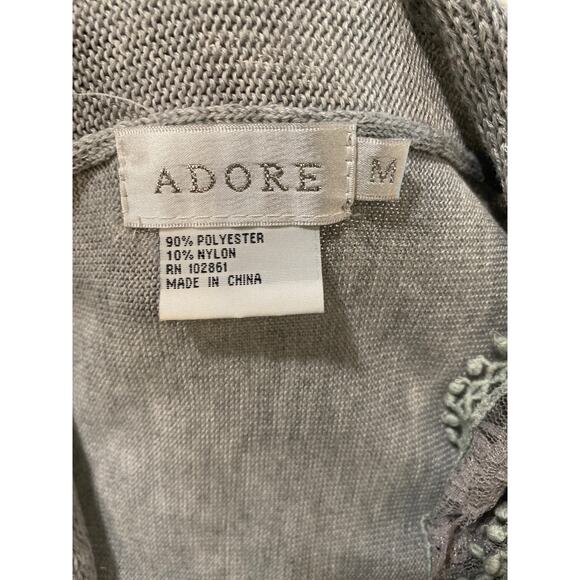 ADORE
M
90% POLYESTER
10% NYLON
RN 102861
MADE IN CHINA